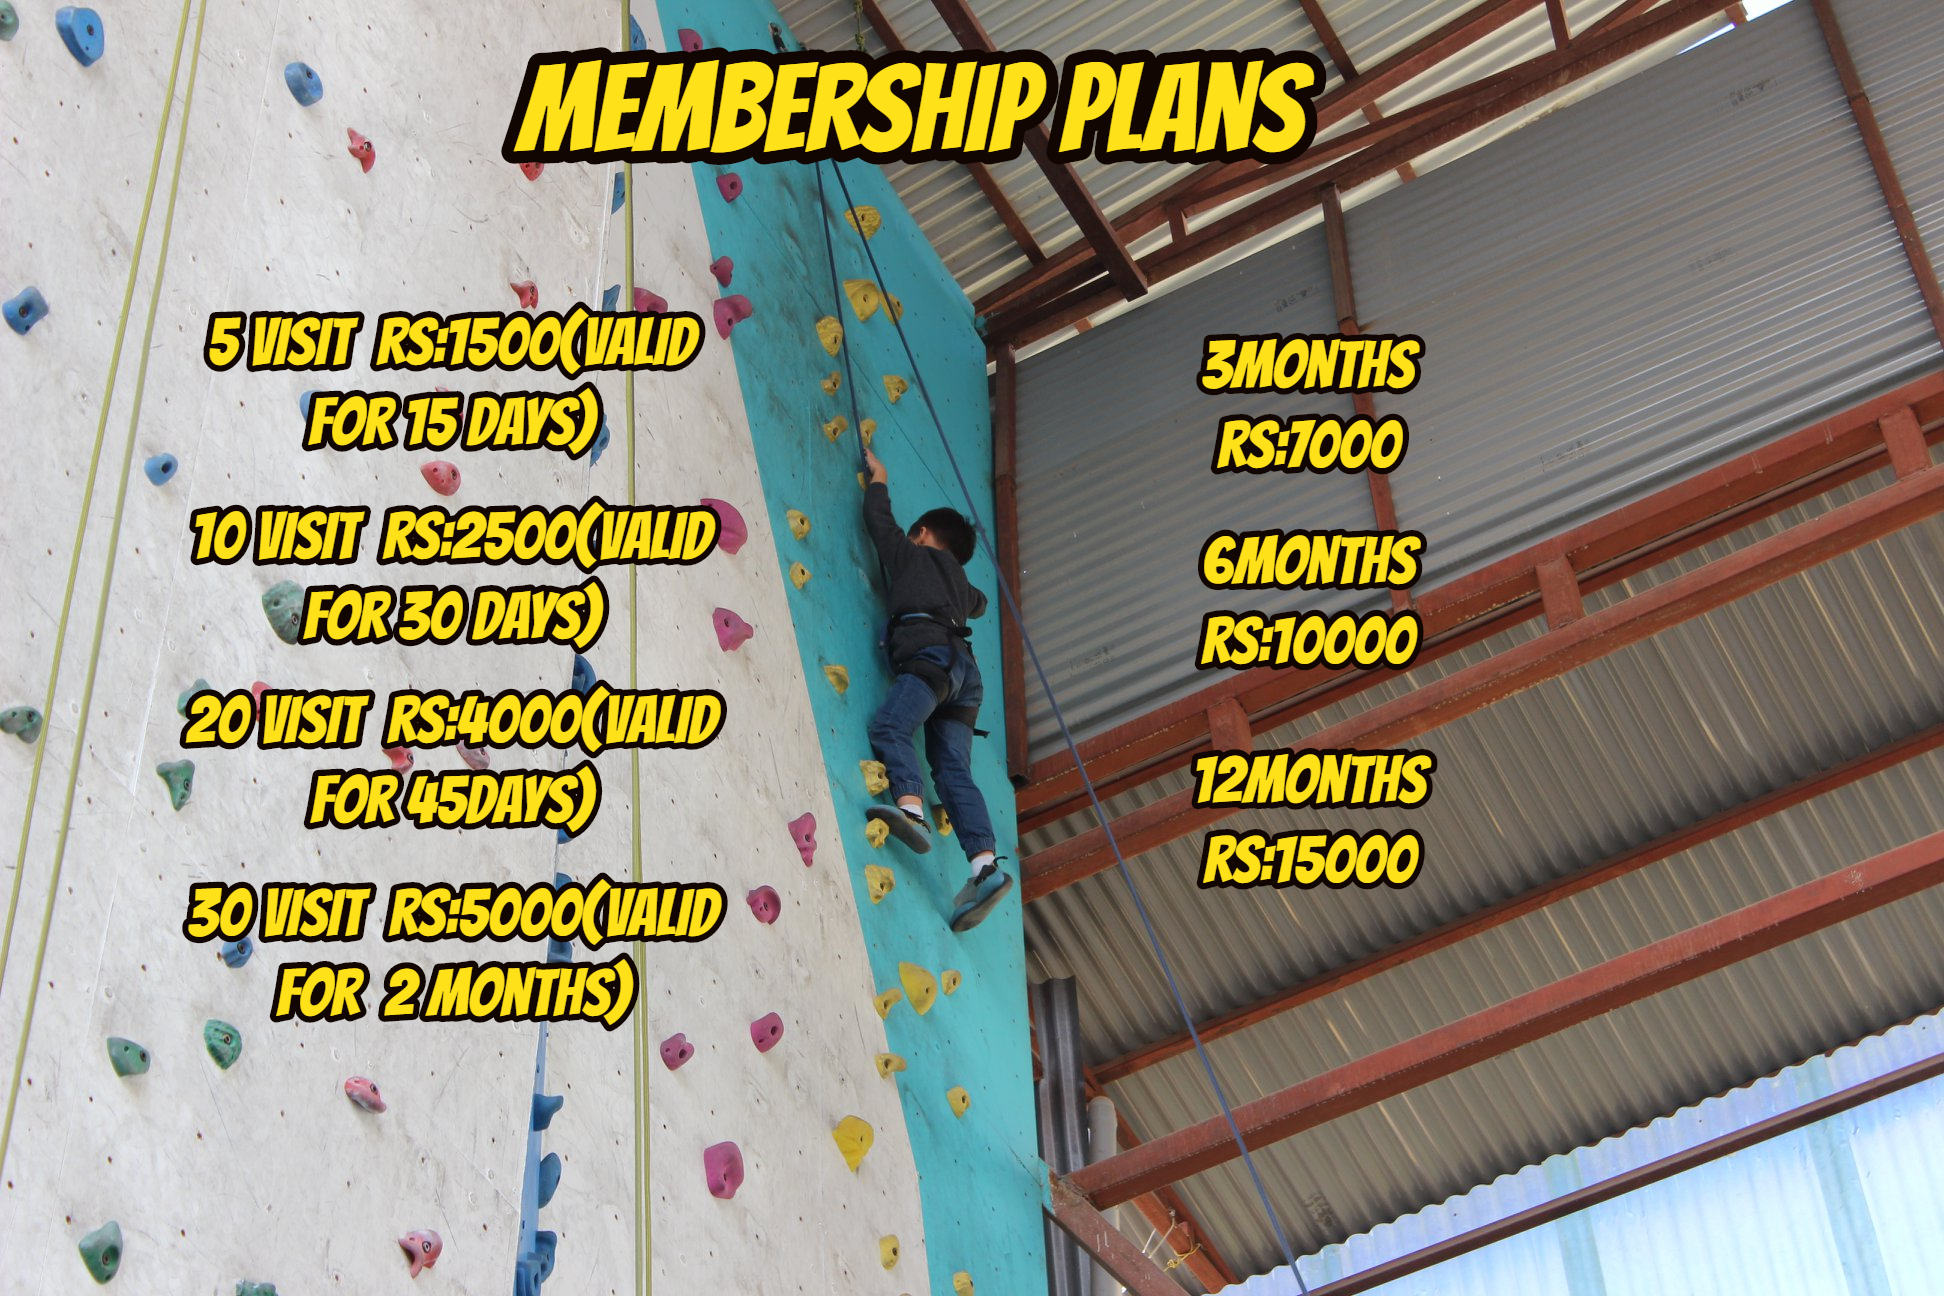 MEMBERSHIP PLANS
5 VISIT RS:1500(VALID
FOR 15 DAYS)
10 VISIT RS:2500(VALID
FOR 30 DAYS)
20 VISIT RS:4000(VALID
FOR 45DAYS)
30 VISIT RS:5000(VALID
FOR 2 MONTHS)
3MONTHS
RS:7000
6MONTHS
RS:10000
12MONTHS
RS:15000